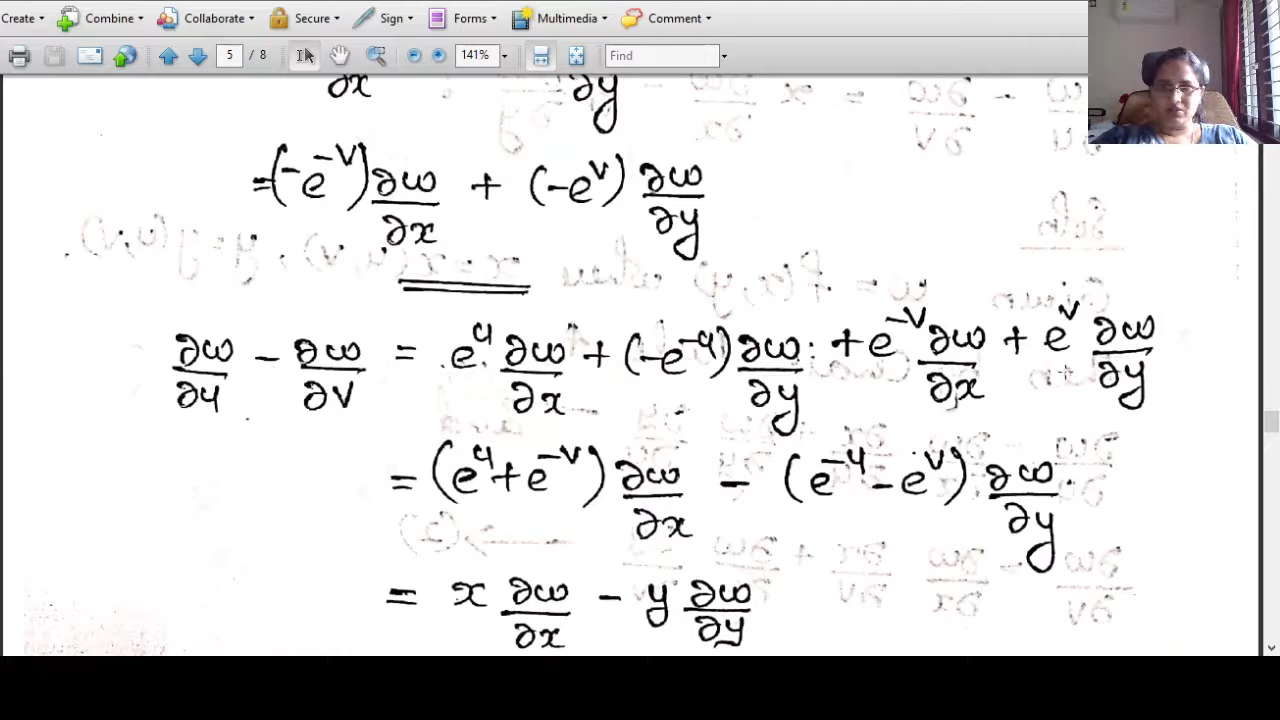 Create Combine Collaborate Secure Sign Forms Multimedia Comment
5 / 8 141% Find
∂x ∂y
=(-e^{-v}) ∂w/∂x + (-e^{v}) ∂w/∂y
∂w/∂u - ∂w/∂v = e^{u} ∂w/∂x + (-e^{-u}) ∂w/∂y + e^{-v} ∂w/∂x + e^{v} ∂w/∂y
= (e^{u} + e^{-v}) ∂w/∂x - (e^{-u} - e^{v}) ∂w/∂y
= x ∂w/∂x - y ∂w/∂y